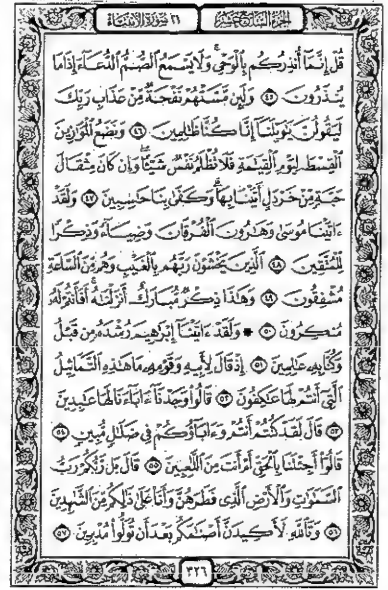 الجزء السابع عشر ٢١ سورة الأنبياء
قُلْ إِنَّمَآ أُنذِرُكُم بِٱلْوَحْىِ ۚ وَلَا يَسْمَعُ ٱلصُّمُّ ٱلدُّعَآءَ إِذَا مَا
يُنذَرُونَ ٤٥ وَلَئِن مَّسَّتْهُمْ نَفْحَةٌ مِّنْ عَذَابِ رَبِّكَ
لَيَقُولُنَّ يَٰوَيْلَنَآ إِنَّا كُنَّا ظَٰلِمِينَ ٤٦ وَنَضَعُ ٱلْمَوَٰزِينَ
ٱلْقِسْطَ لِيَوْمِ ٱلْقِيَٰمَةِ فَلَا تُظْلَمُ نَفْسٌ شَيْـًٔا ۖ وَإِن كَانَ مِثْقَالَ
حَبَّةٍ مِّنْ خَرْدَلٍ أَتَيْنَا بِهَا ۗ وَكَفَىٰ بِنَا حَٰسِبِينَ ٤٧ وَلَقَدْ
ءَاتَيْنَا مُوسَىٰ وَهَٰرُونَ ٱلْفُرْقَانَ وَضِيَآءً وَذِكْرًا
لِّلْمُتَّقِينَ ٤٨ ٱلَّذِينَ يَخْشَوْنَ رَبَّهُم بِٱلْغَيْبِ وَهُم مِّنَ ٱلسَّاعَةِ
مُشْفِقُونَ ٤٩ وَهَٰذَا ذِكْرٌ مُّبَارَكٌ أَنزَلْنَٰهُ ۚ أَفَأَنتُمْ لَهُۥ
مُنكِرُونَ ٥٠ ۞ وَلَقَدْ ءَاتَيْنَآ إِبْرَٰهِيمَ رُشْدَهُۥ مِن قَبْلُ
وَكُنَّا بِهِۦ عَٰلِمِينَ ٥١ إِذْ قَالَ لِأَبِيهِ وَقَوْمِهِۦ مَا هَٰذِهِ ٱلتَّمَاثِيلُ
ٱلَّتِىٓ أَنتُمْ لَهَا عَٰكِفُونَ ٥٢ قَالُوا۟ وَجَدْنَآ ءَابَآءَنَا لَهَا عَٰبِدِينَ
٥٣ قَالَ لَقَدْ كُنتُمْ أَنتُمْ وَءَابَآؤُكُمْ فِى ضَلَٰلٍ مُّبِينٍ ٥٤
قَالُوٓا۟ أَجِئْتَنَا بِٱلْحَقِّ أَمْ أَنتَ مِنَ ٱللَّٰعِبِينَ ٥٥ قَالَ بَل رَّبُّكُمْ رَبُّ
ٱلسَّمَٰوَٰتِ وَٱلْأَرْضِ ٱلَّذِى فَطَرَهُنَّ وَأَنَا۠ عَلَىٰ ذَٰلِكُم مِّنَ ٱلشَّٰهِدِينَ
٥٦ وَتَٱللَّهِ لَأَكِيدَنَّ أَصْنَٰمَكُم بَعْدَ أَن تُوَلُّوا۟ مُدْبِرِينَ ٥٧
٣٢٦